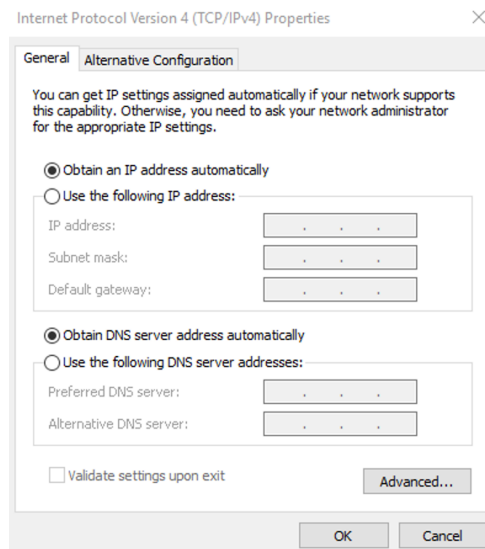 Internet Protocol Version 4 (TCP/IPv4) Properties
General
Alternative Configuration
You can get IP settings assigned automatically if your network supports
this capability. Otherwise, you need to ask your network administrator
for the appropriate IP settings.
Obtain an IP address automatically
Use the following IP address:
IP address:
Subnet mask:
Default gateway:
Obtain DNS server address automatically
Use the following DNS server addresses:
Preferred DNS server:
Alternative DNS server:
Validate settings upon exit
Advanced...
OK
Cancel